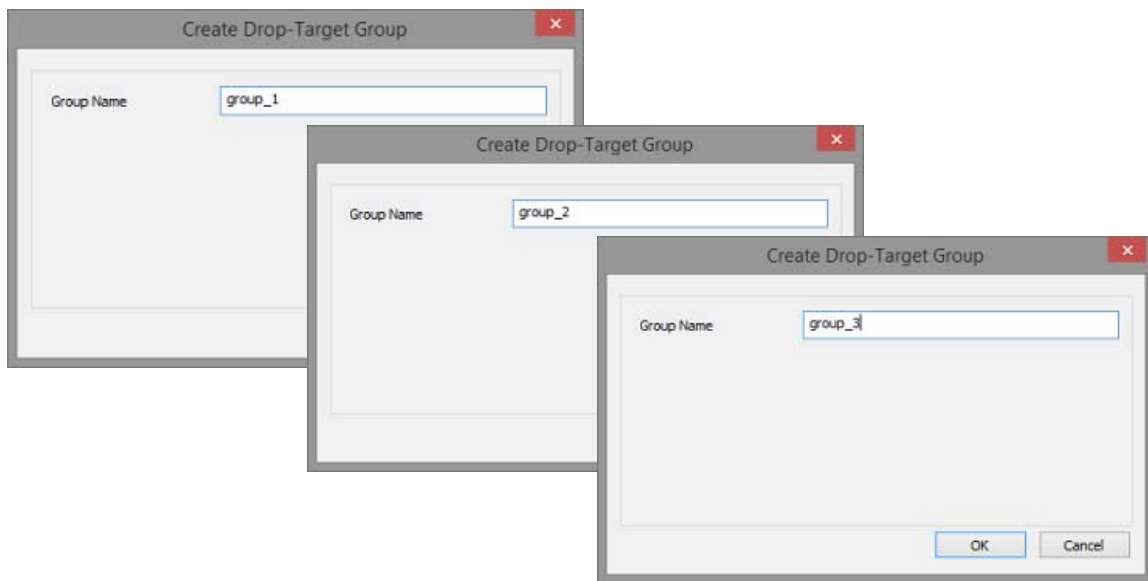 Create Drop-Target Group
Group Name group_1
Create Drop-Target Group
Group Name group_2
Create Drop-Target Group
Group Name group_3
OK Cancel